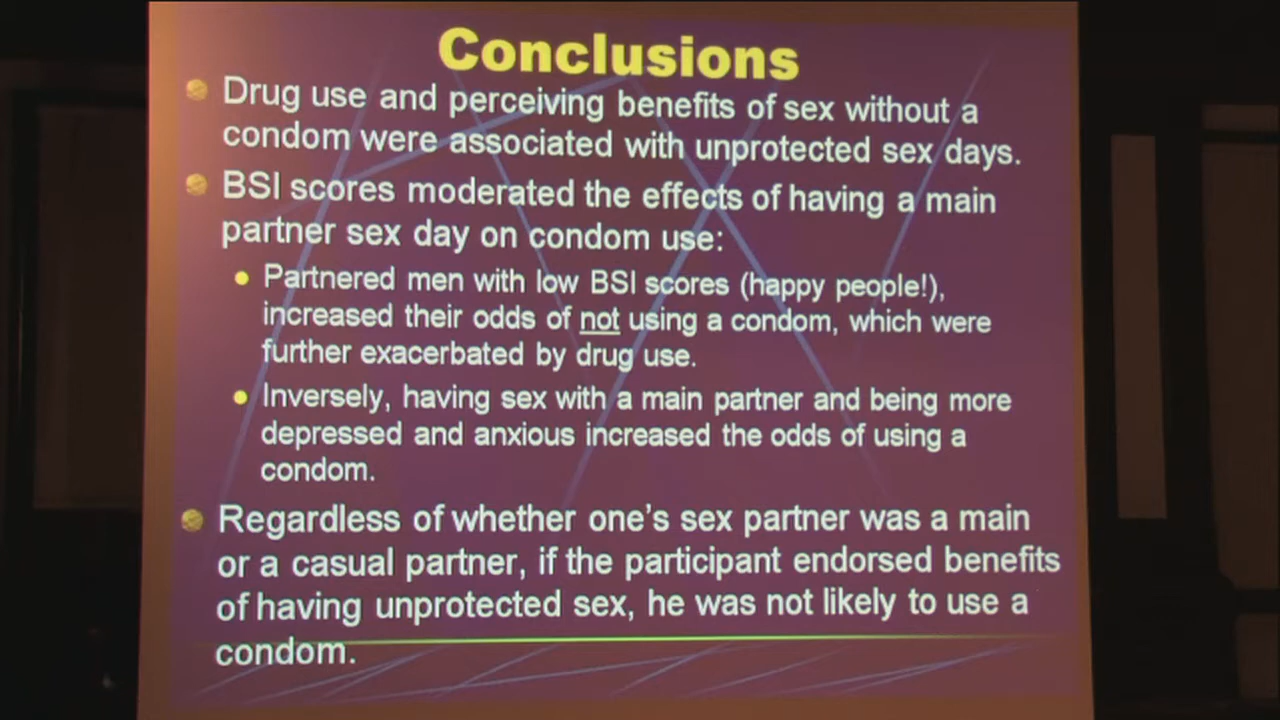 Conclusions
Drug use and perceiving benefits of sex without a
condom were associated with unprotected sex days.
BSI scores moderated the effects of having a main
partner sex day on condom use:
Partnered men with low BSI scores (happy people!),
increased their odds of not using a condom, which were
further exacerbated by drug use.
Inversely, having sex with a main partner and being more
depressed and anxious increased the odds of using a
condom.
Regardless of whether one's sex partner was a main
or a casual partner, if the participant endorsed benefits
of having unprotected sex, he was not likely to use a
condom.